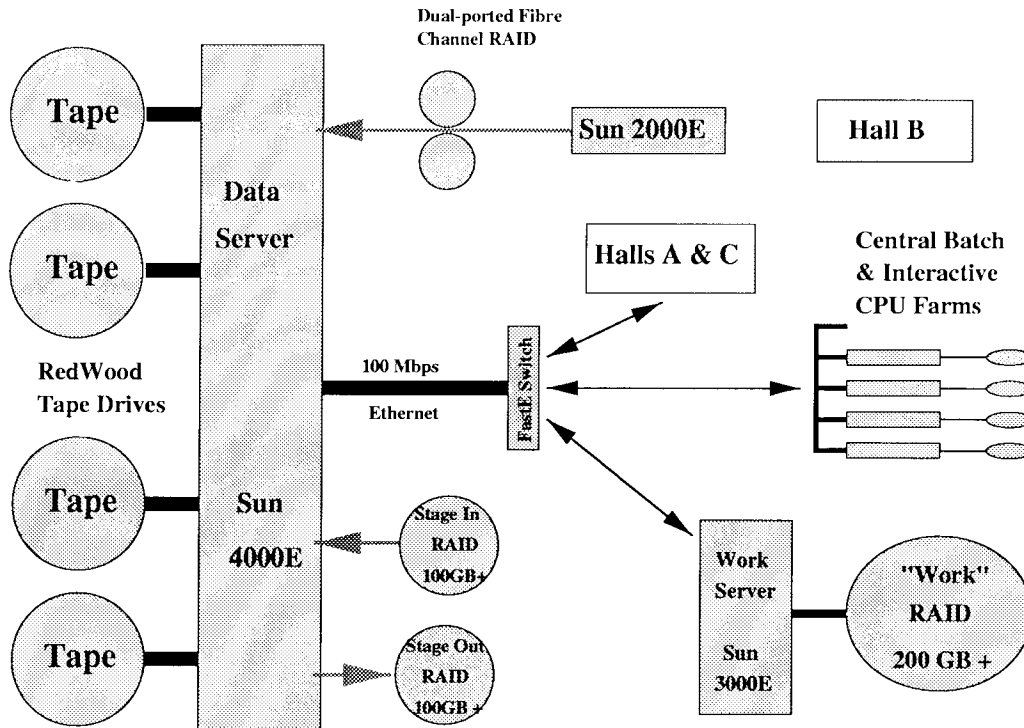 Dual-ported Fibre
Channel RAID
Tape
Sun 2000E
Hall B
Data
Server
Tape
Halls A & C
Central Batch
& Interactive
CPU Farms
RedWood
Tape Drives
100 Mbps
Ethernet
FastE Switch
Tape
Sun
4000E
Stage In
RAID
100GB+
Work
Server
Sun
3000E
"Work"
RAID
200 GB +
Tape
Stage Out
RAID
100GB +